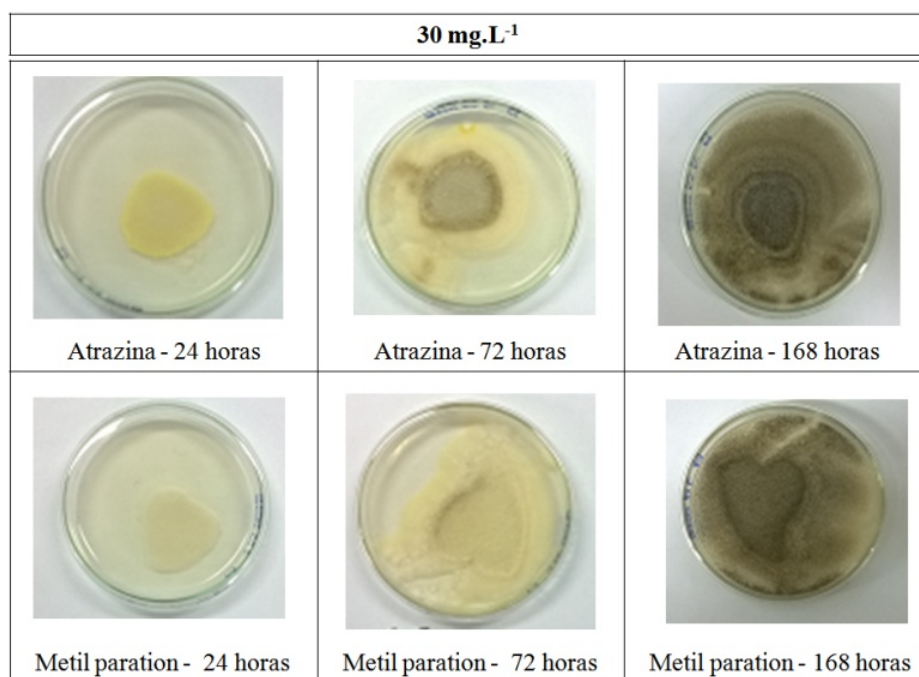 30 mg.L⁻¹
Atrazina - 24 horas
Atrazina - 72 horas
Atrazina - 168 horas
Metil paration - 24 horas
Metil paration - 72 horas
Metil paration - 168 horas